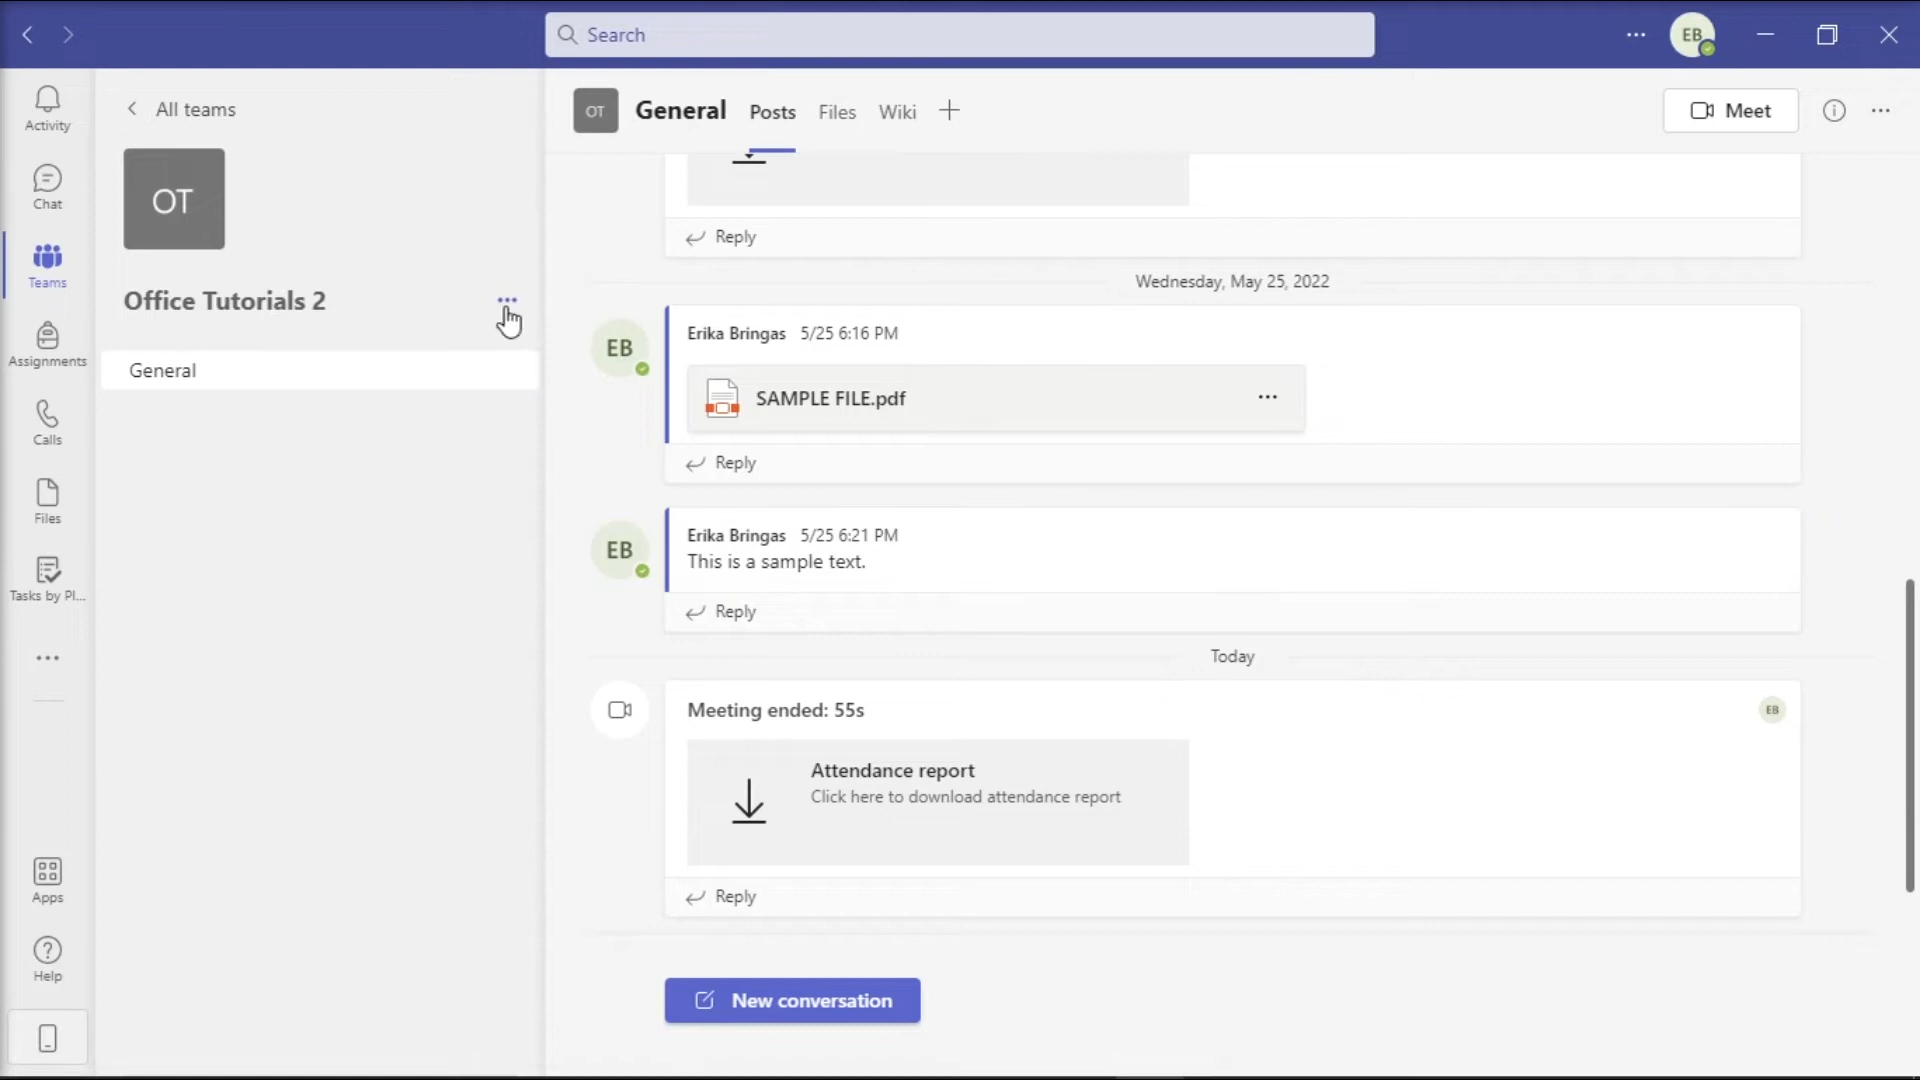 Search
EB
Activity
Chat
Teams
Assignments
Calls
Files
Tasks by Pl...
Apps
Help
All teams
OT
Office Tutorials 2
General
OT
General
Posts
Files
Wiki
Meet
Reply
Wednesday, May 25, 2022
EB
Erika Bringas 5/25 6:16 PM
SAMPLE FILE.pdf
Reply
EB
Erika Bringas 5/25 6:21 PM
This is a sample text.
Reply
Today
Meeting ended: 55s
EB
Attendance report
Click here to download attendance report
Reply
New conversation